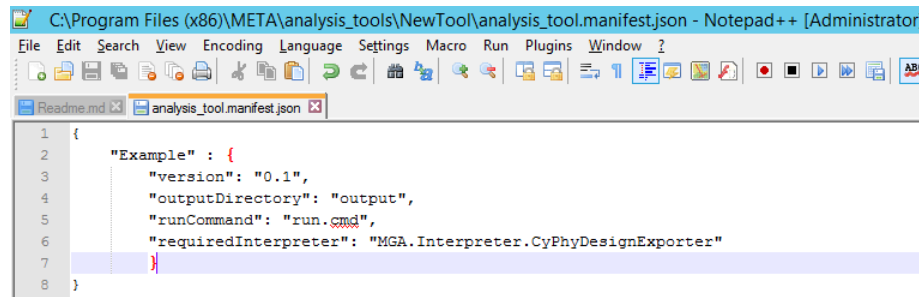 C:\Program Files (x86)\META\analysis_tools\NewTool\analysis_tool.manifest.json - Notepad++ [Administrator
File Edit Search View Encoding Language Settings Macro Run Plugins Window ?
ABC
Readme.md analysis_tool.manifest.json
1 {
2 "Example" : {
3 "version": "0.1",
4 "outputDirectory": "output",
5 "runCommand": "run.cmd",
6 "requiredInterpreter": "MGA.Interpreter.CyPhyDesignExporter"
7 }
8 }